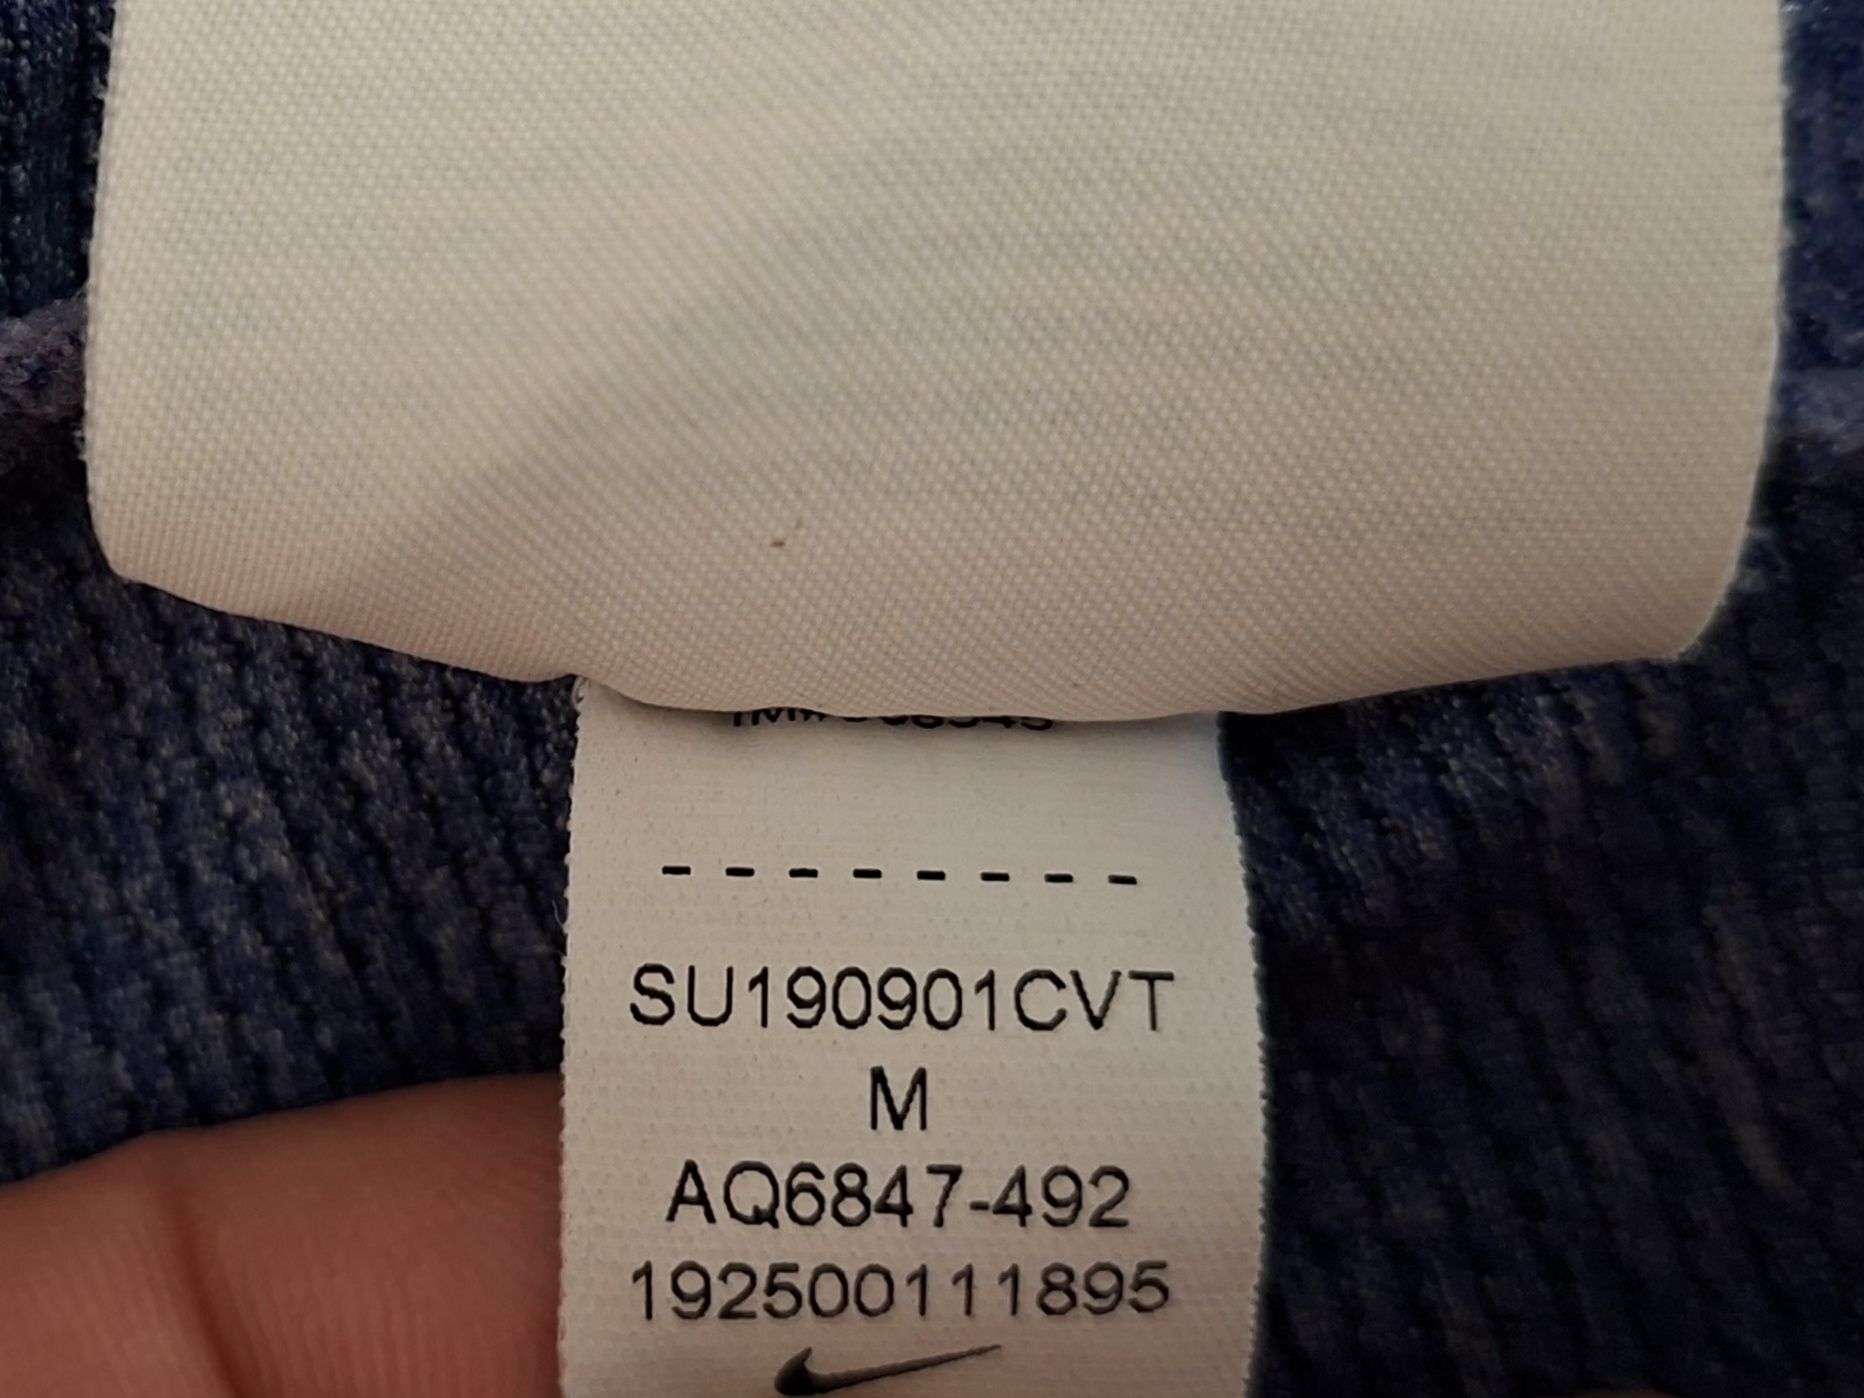 - - - - - - - -
SU190901CVT
M
AQ6847-492
192500111895